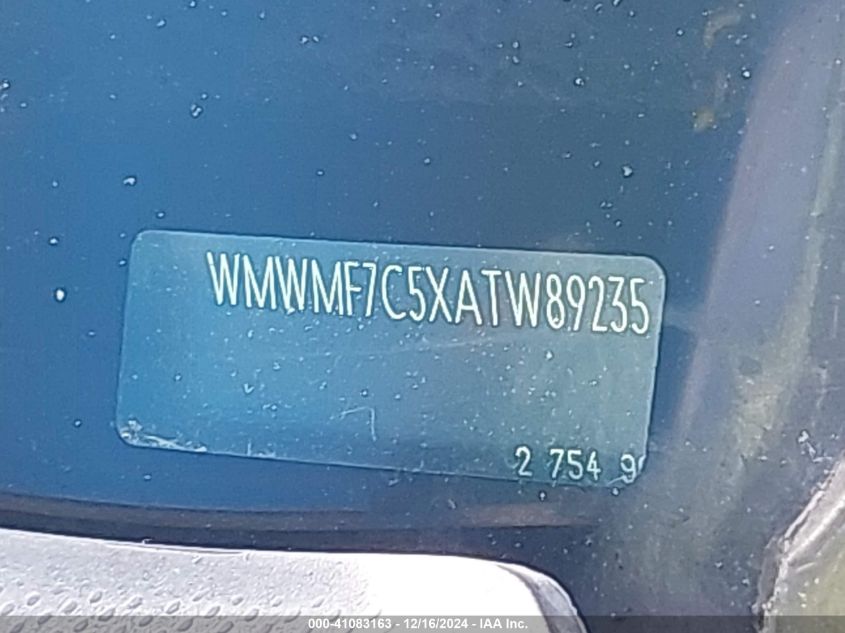 WMWMF7C5XATW89235
2 754 9
000-41083163 - 12/16/2024 - IAA Inc.